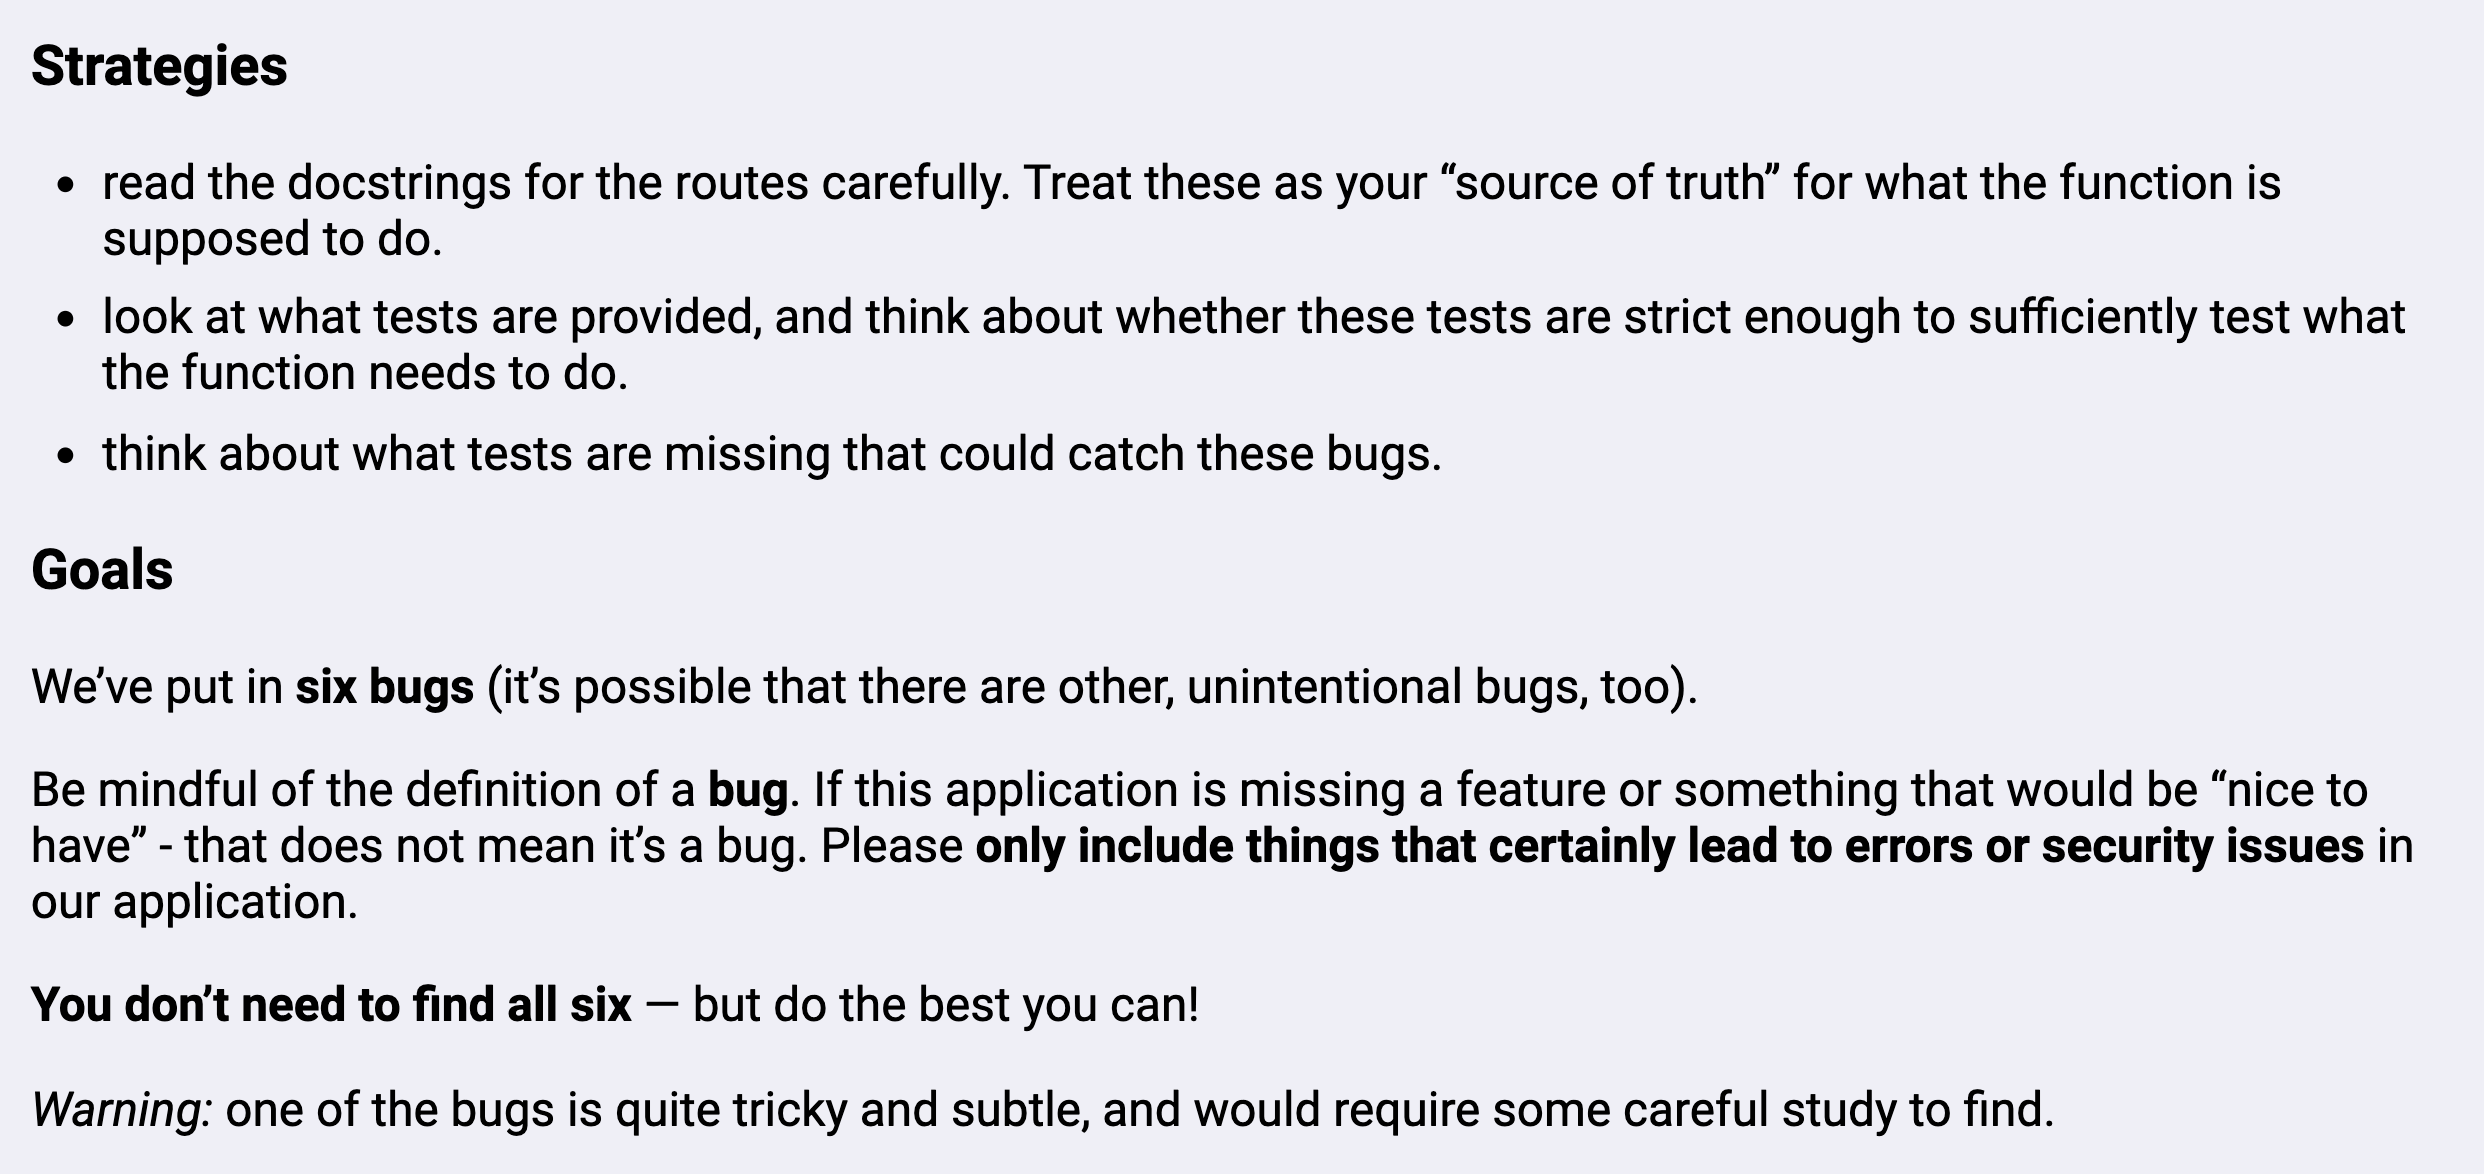 Strategies
• read the docstrings for the routes carefully. Treat these as your “source of truth” for what the function is
supposed to do.
• look at what tests are provided, and think about whether these tests are strict enough to sufficiently test what
the function needs to do.
• think about what tests are missing that could catch these bugs.
Goals
We’ve put in six bugs (it’s possible that there are other, unintentional bugs, too).
Be mindful of the definition of a bug. If this application is missing a feature or something that would be “nice to
have” - that does not mean it’s a bug. Please only include things that certainly lead to errors or security issues in
our application.
You don’t need to find all six — but do the best you can!
Warning: one of the bugs is quite tricky and subtle, and would require some careful study to find.